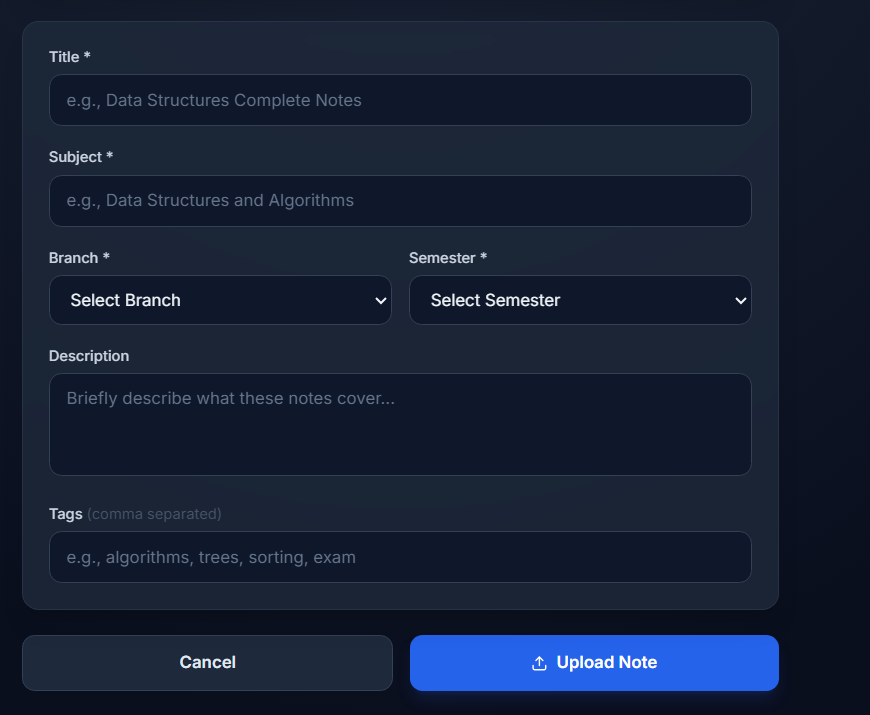 Title *
e.g., Data Structures Complete Notes
Subject *
e.g., Data Structures and Algorithms
Branch * Semester *
Select Branch Select Semester
Description
Briefly describe what these notes cover...
Tags (comma separated)
e.g., algorithms, trees, sorting, exam
Cancel Upload Note